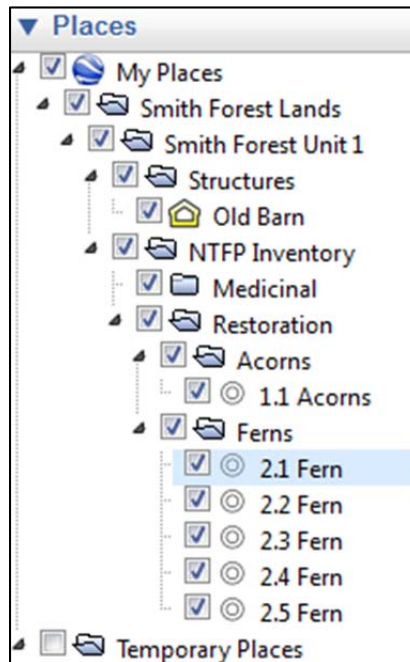 Places
My Places
Smith Forest Lands
Smith Forest Unit 1
Structures
Old Barn
NTFP Inventory
Medicinal
Restoration
Acorns
1.1 Acorns
Ferns
2.1 Fern
2.2 Fern
2.3 Fern
2.4 Fern
2.5 Fern
Temporary Places